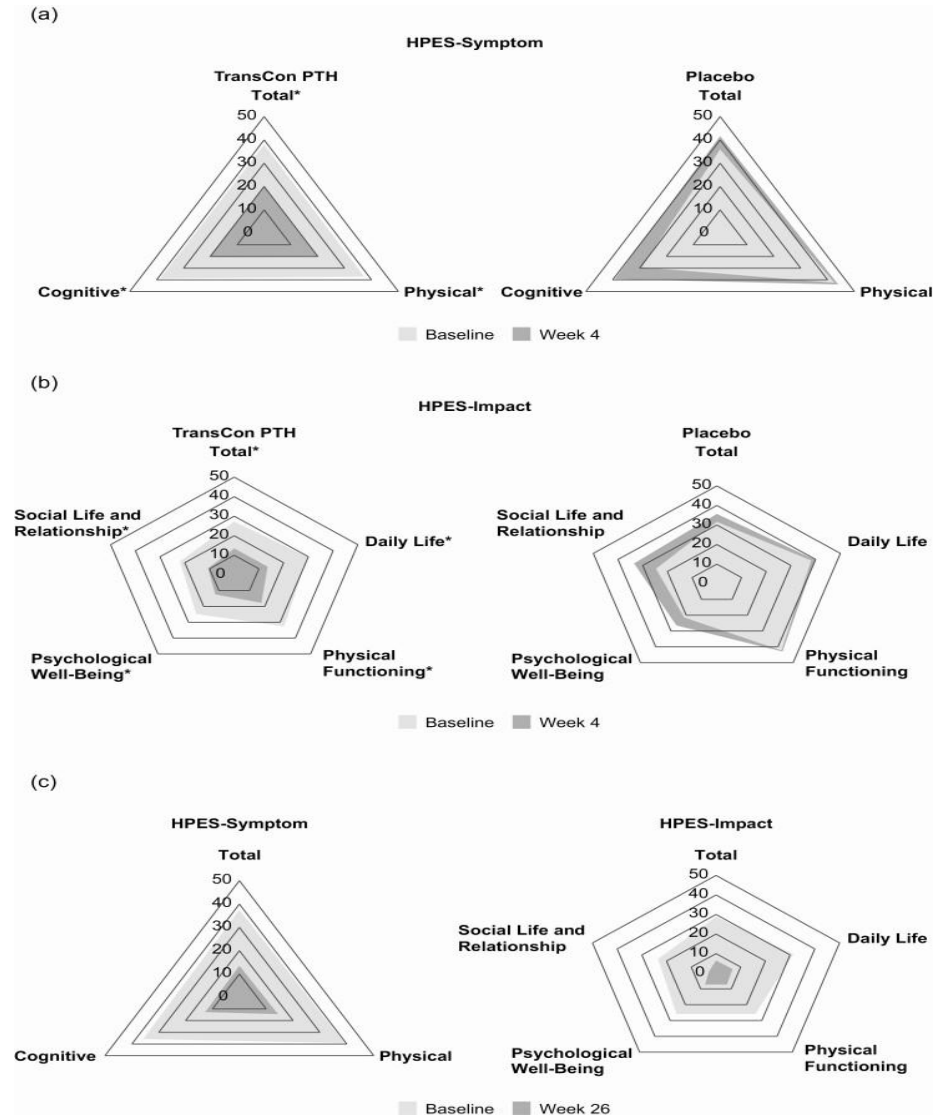 (a)
HPES-Symptom
TransCon PTH
Total*
50
40
30
20
10
0
Cognitive*
Physical*
Placebo
Total
50
40
30
20
10
0
Cognitive
Physical
Baseline Week 4
(b)
HPES-Impact
TransCon PTH
Total*
50
40
30
20
10
0
Social Life and
Relationship*
Daily Life*
Psychological
Well-Being*
Physical
Functioning*
Placebo
Total
50
40
30
20
10
0
Social Life and
Relationship
Daily Life
Psychological
Well-Being
Physical
Functioning
Baseline Week 4
(c)
HPES-Symptom
Total
50
40
30
20
10
0
Cognitive
Physical
HPES-Impact
Total
50
40
30
20
10
0
Social Life and
Relationship
Daily Life
Psychological
Well-Being
Physical
Functioning
Baseline Week 26